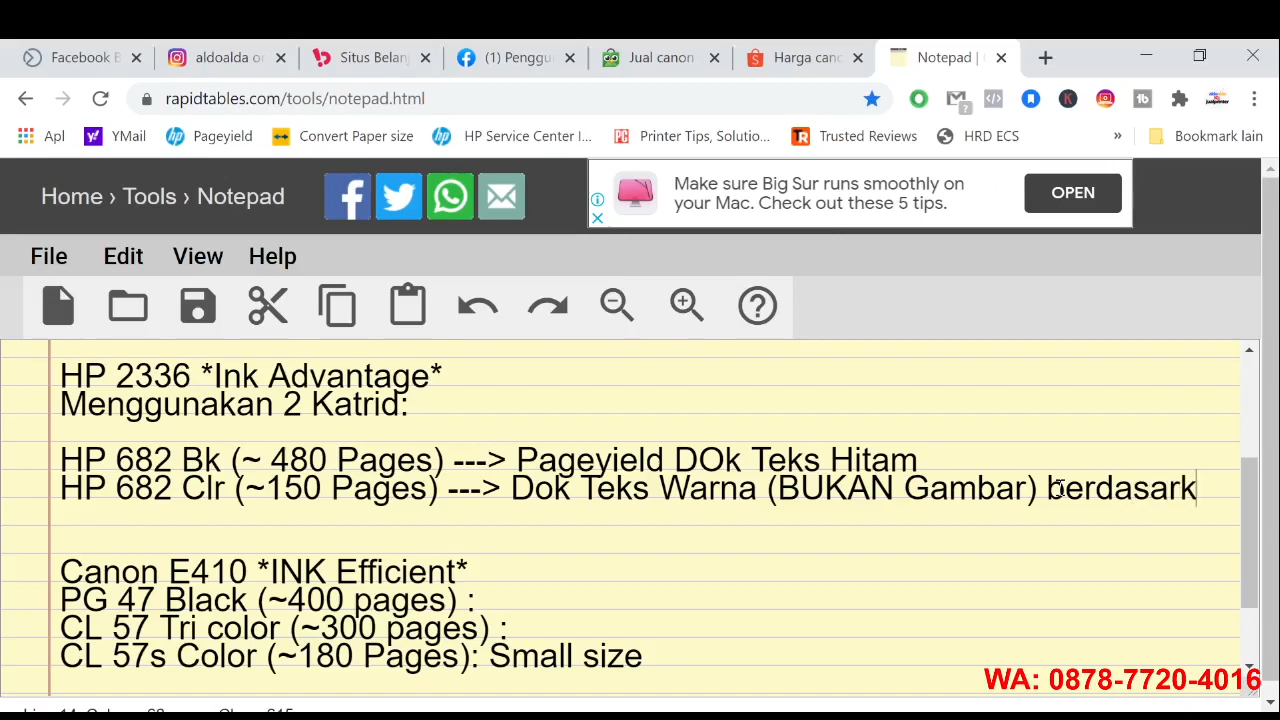 Facebook B
aldoalda or
Situs Belanj
(1) Penggu
Jual canon
Harga cano
Notepad |
rapidtables.com/tools/notepad.html
Apl
YMail
Pageyield
Convert Paper size
HP Service Center I...
Printer Tips, Solutio...
Trusted Reviews
HRD ECS
»
Bookmark lain
Home › Tools › Notepad
Make sure Big Sur runs smoothly on
your Mac. Check out these 5 tips.
OPEN
File Edit View Help
HP 2336 *Ink Advantage*
Menggunakan 2 Katrid:
HP 682 Bk (~ 480 Pages) ---> Pageyield DOk Teks Hitam
HP 682 Clr (~150 Pages) ---> Dok Teks Warna (BUKAN Gambar) berdasark
Canon E410 *INK Efficient*
PG 47 Black (~400 pages) :
CL 57 Tri color (~300 pages) :
CL 57s Color (~180 Pages): Small size
WA: 0878-7720-4016